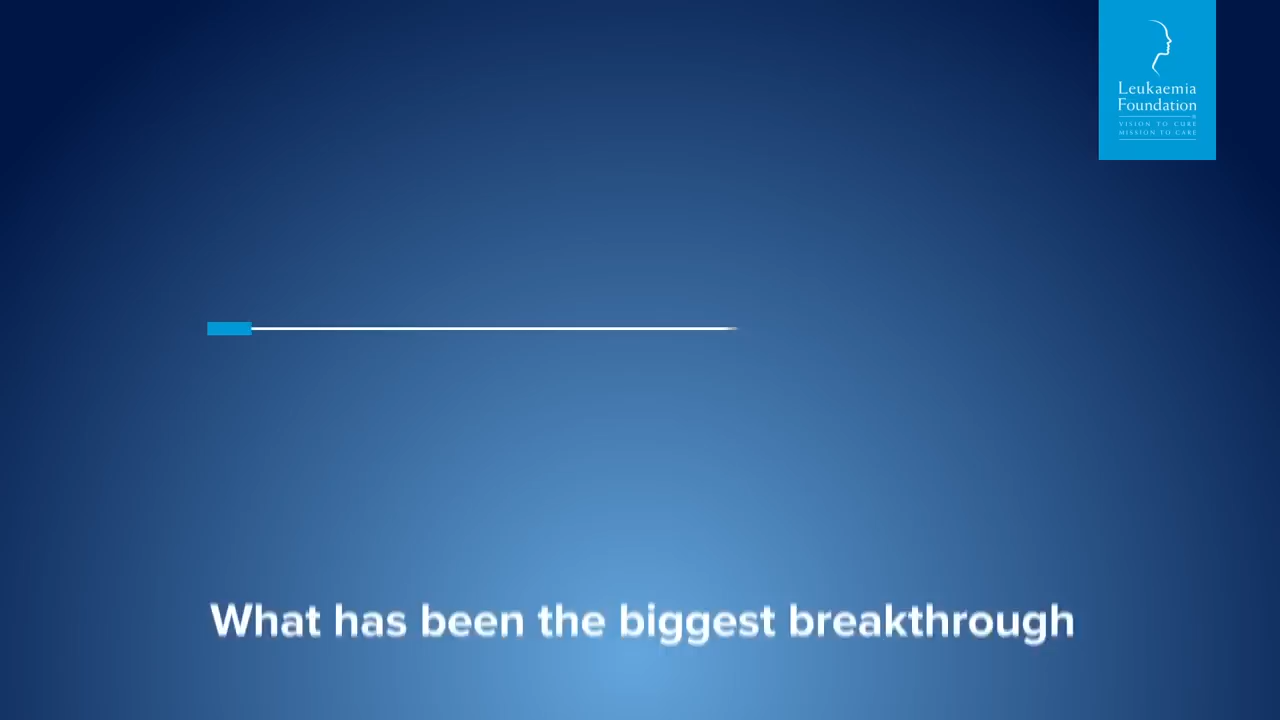 Leukaemia
Foundation
VISION TO CURE
MISSION TO CARE
What has been the biggest breakthrough